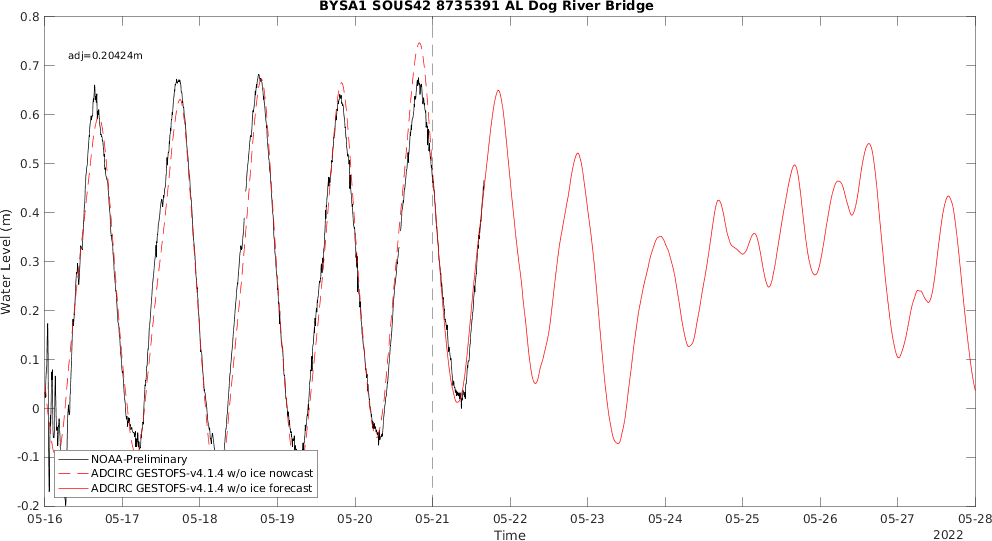 BYSA1 SOUS42 8735391 AL Dog River Bridge
0.8
0.7
0.6
0.5
0.4
0.3
0.2
0.1
0
-0.1
-0.2
Water Level (m)
adj=0.20424m
NOAA-Preliminary
ADCIRC GESTOFS-v4.1.4 w/o ice nowcast
ADCIRC GESTOFS-v4.1.4 w/o ice forecast
05-16 05-17 05-18 05-19 05-20 05-21 05-22 05-23 05-24 05-25 05-26 05-27 05-28
Time
2022